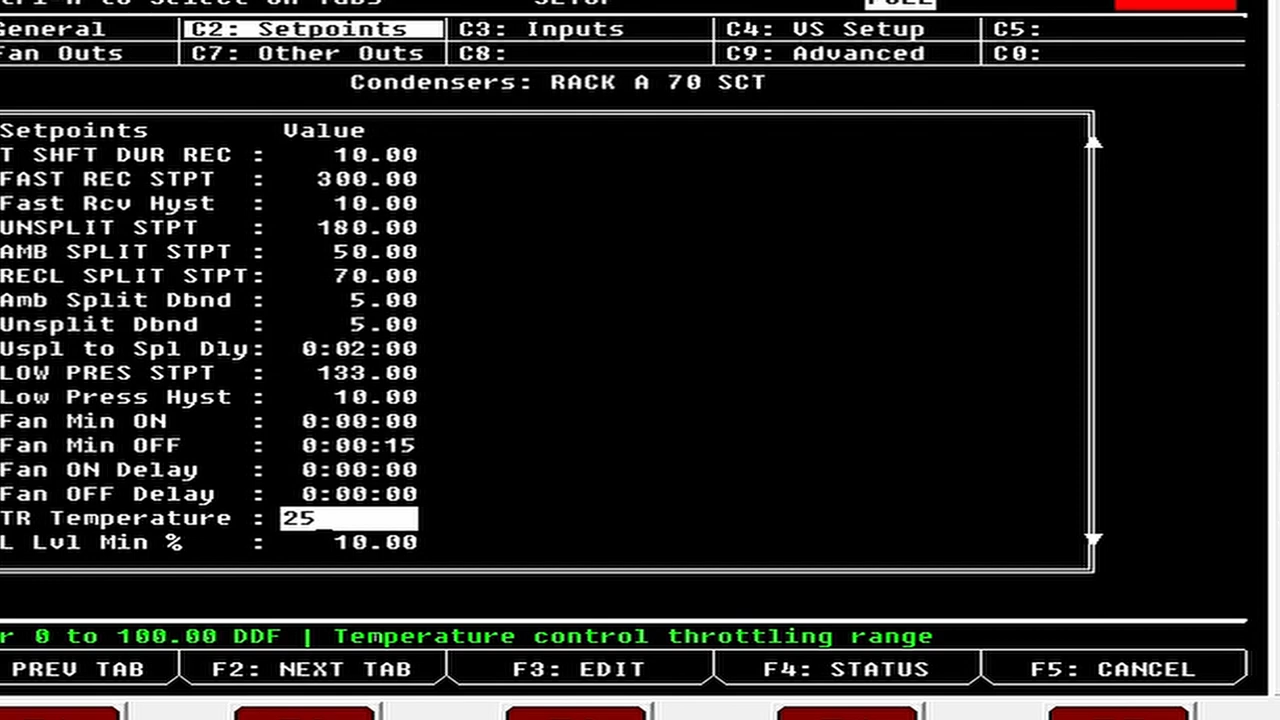 C2: Setpoints C3: Inputs C4: VS Setup C5:
eneral
an Outs C7: Other Outs C8: C9: Advanced C0:
Condensers: RACK A 70 SCT
Setpoints Value
T SHFT DUR REC : 10.00
FAST REC STPT : 300.00
Fast Rcv Hyst : 10.00
UNSPLIT STPT : 180.00
AMB SPLIT STPT : 50.00
RECL SPLIT STPT: 70.00
Amb Split Dbnd : 5.00
Unsplit Dbnd : 5.00
Uspl to Spl Dly: 0:02:00
LOW PRES STPT : 133.00
Low Press Hyst : 10.00
Fan Min ON : 0:00:00
Fan Min OFF : 0:00:15
Fan ON Delay : 0:00:00
Fan OFF Delay : 0:00:00
TR Temperature : 25_
L Lvl Min % : 10.00
r 0 to 100.00 DDF | Temperature control throttling range
PREV TAB F2: NEXT TAB F3: EDIT F4: STATUS F5: CANCEL